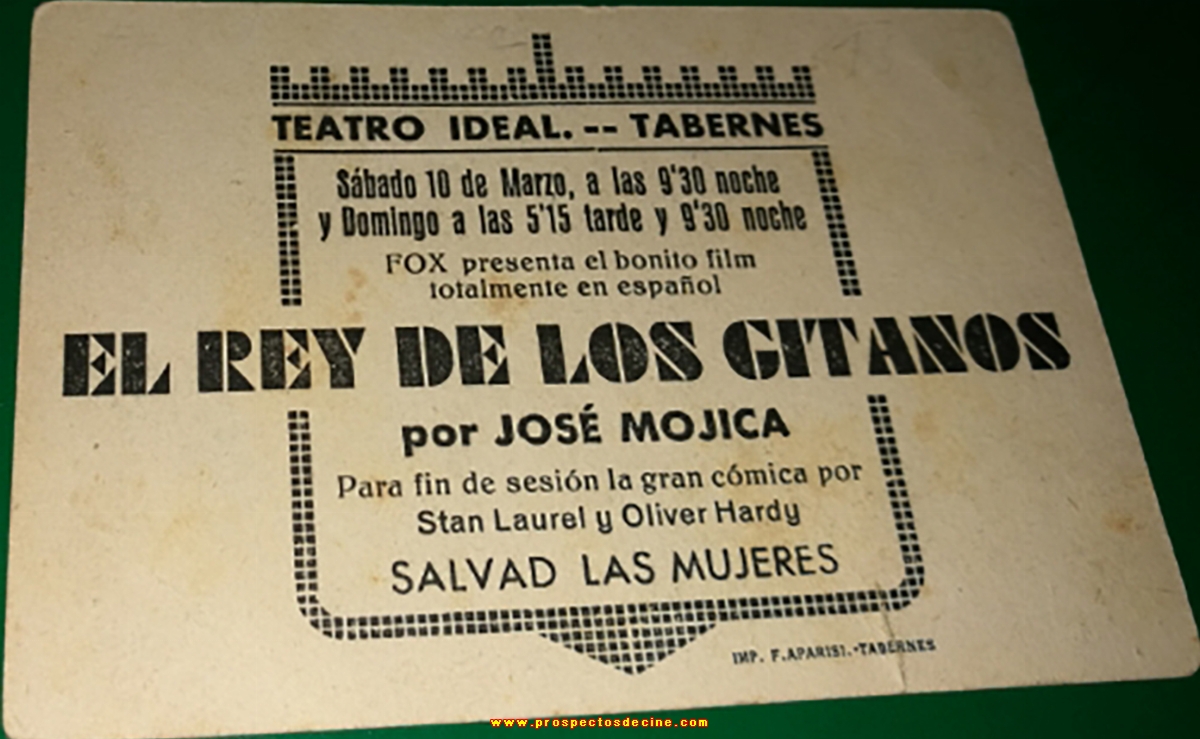 TEATRO IDEAL. -- TABERNES
Sábado 10 de Marzo, a las 9'30 noche
y Domingo a las 5'15 tarde y 9'30 noche
FOX presenta el bonito film
totalmente en español
EL REY DE LOS GITANOS
por JOSÉ MOJICA
Para fin de sesión la gran cómica por
Stan Laurel y Oliver Hardy
SALVAD LAS MUJERES
IMP. F. APARISI.-TABERNES
www.prospectosdecine.com